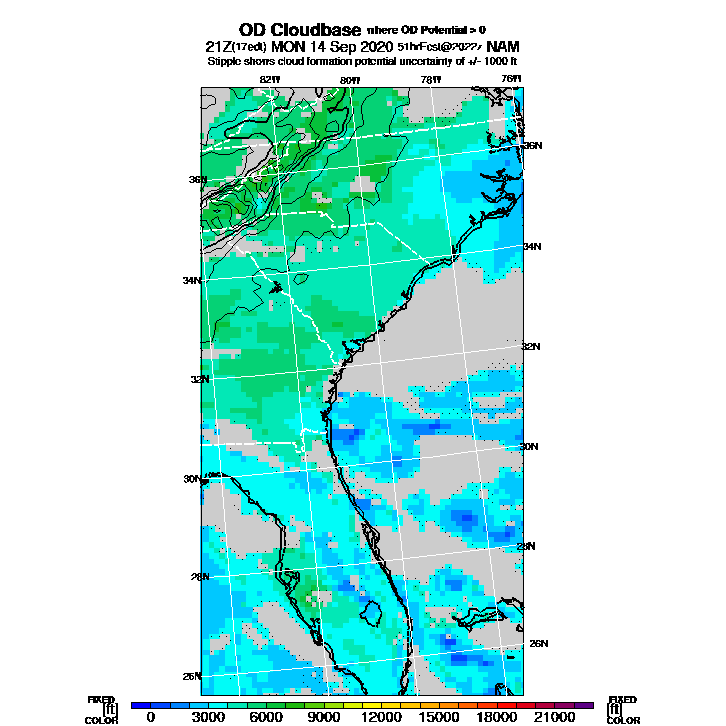 OD Cloudbase where OD Potential > 0
21Z(17edt) MON 14 Sep 2020 51hrFcst@2022z NAM
Stipple shows cloud formation potential uncertainty of +/- 1000 ft
82W 80W 78W 76W
36N
36N
34N
34N
32N
32N
30N
30N
28N
28N
26N
26N
FIXED FIXED
[ft] 0 3000 6000 9000 12000 15000 18000 21000 [ft]
COLOR COLOR